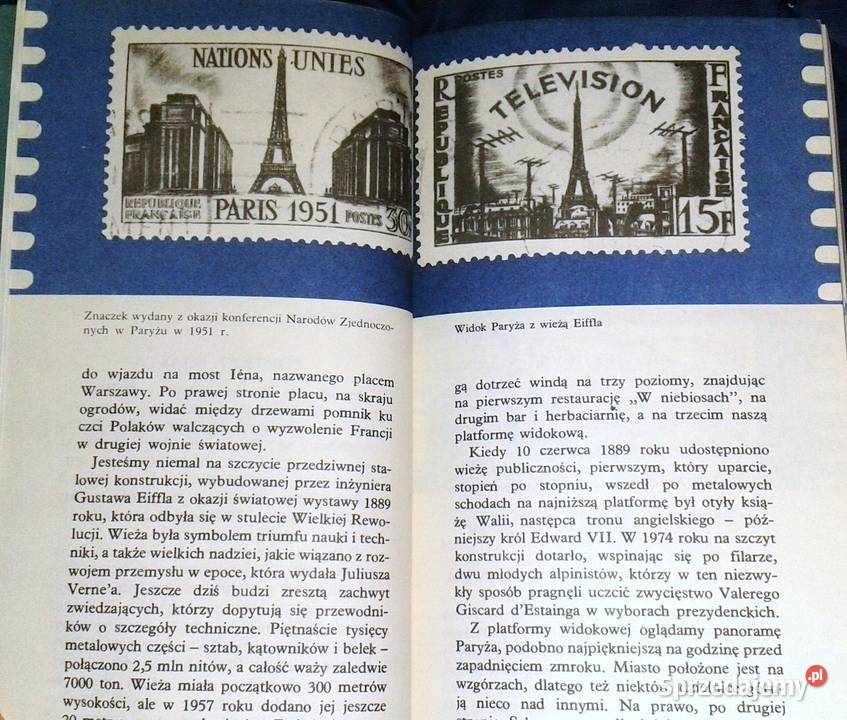 NATIONS UNIES
REPUBLIQUE
FRANÇAISE
PARIS 1951
POSTES
30F
Znaczek wydany z okazji konferencji Narodów Zjednoczo-
nych w Paryżu w 1951 r.
do wjazdu na most Iéna, nazwanego placem
Warszawy. Po prawej stronie placu, na skraju
ogrodów, widać między drzewami pomnik ku
czci Polaków walczących o wyzwolenie Francji
w drugiej wojnie światowej.
Jesteśmy niemal na szczycie przedziwnej sta-
lowej konstrukcji, wybudowanej przez inżyniera
Gustawa Eiffla z okazji światowej wystawy 1889
roku, która odbyła się w stulecie Wielkiej Rewo-
lucji. Wieża była symbolem triumfu nauki i tech-
niki, a także wielkich nadziei, jakie wiązano z roz-
wojem przemysłu w epoce, która wydała Juliusza
Verne'a. Jeszcze dziś budzi zresztą zachwyt
zwiedzających, którzy dopytują się przewodni-
ków o szczegóły techniczne. Piętnaście tysięcy
metalowych części – sztab, kątowników i belek –
połączono 2,5 mln nitów, a całość waży zaledwie
7000 ton. Wieża miała początkowo 300 metrów
wysokości, ale w 1957 roku dodano jej jeszcze
POSTES
TELEVISION
REPUBLIQUE
FRANÇAISE
15F
Widok Paryża z wieżą Eiffla
gą dotrzeć windą na trzy poziomy, znajdując
na pierwszym restaurację „W niebiosach”, na
drugim bar i herbaciarnię, a na trzecim naszą
platformę widokową.
Kiedy 10 czerwca 1889 roku udostępniono
wieżę publiczności, pierwszym, który uparcie,
stopień po stopniu, wszedł po metalowych
schodach na najniższą platformę był otyły ksią-
żę Walii, następca tronu angielskiego – póź-
niejszy król Edward VII. W 1974 roku na szczyt
konstrukcji dotarło, wspinając się po filarze,
dwu młodych alpinistów, którzy w ten niezwy-
kły sposób pragnęli uczcić zwycięstwo Valerego
Giscard d'Estainga w wyborach prezydenckich.
Z platformy widokowej oglądamy panoramę
Paryża, podobno najpiękniejszą na godzinę przed
zapadnięciem zmroku. Miasto położone jest na
wzgórzach, dlatego też niektóre
ją nieco nad innymi. Na prawo, po drugiej
Sprzedajemy.pl